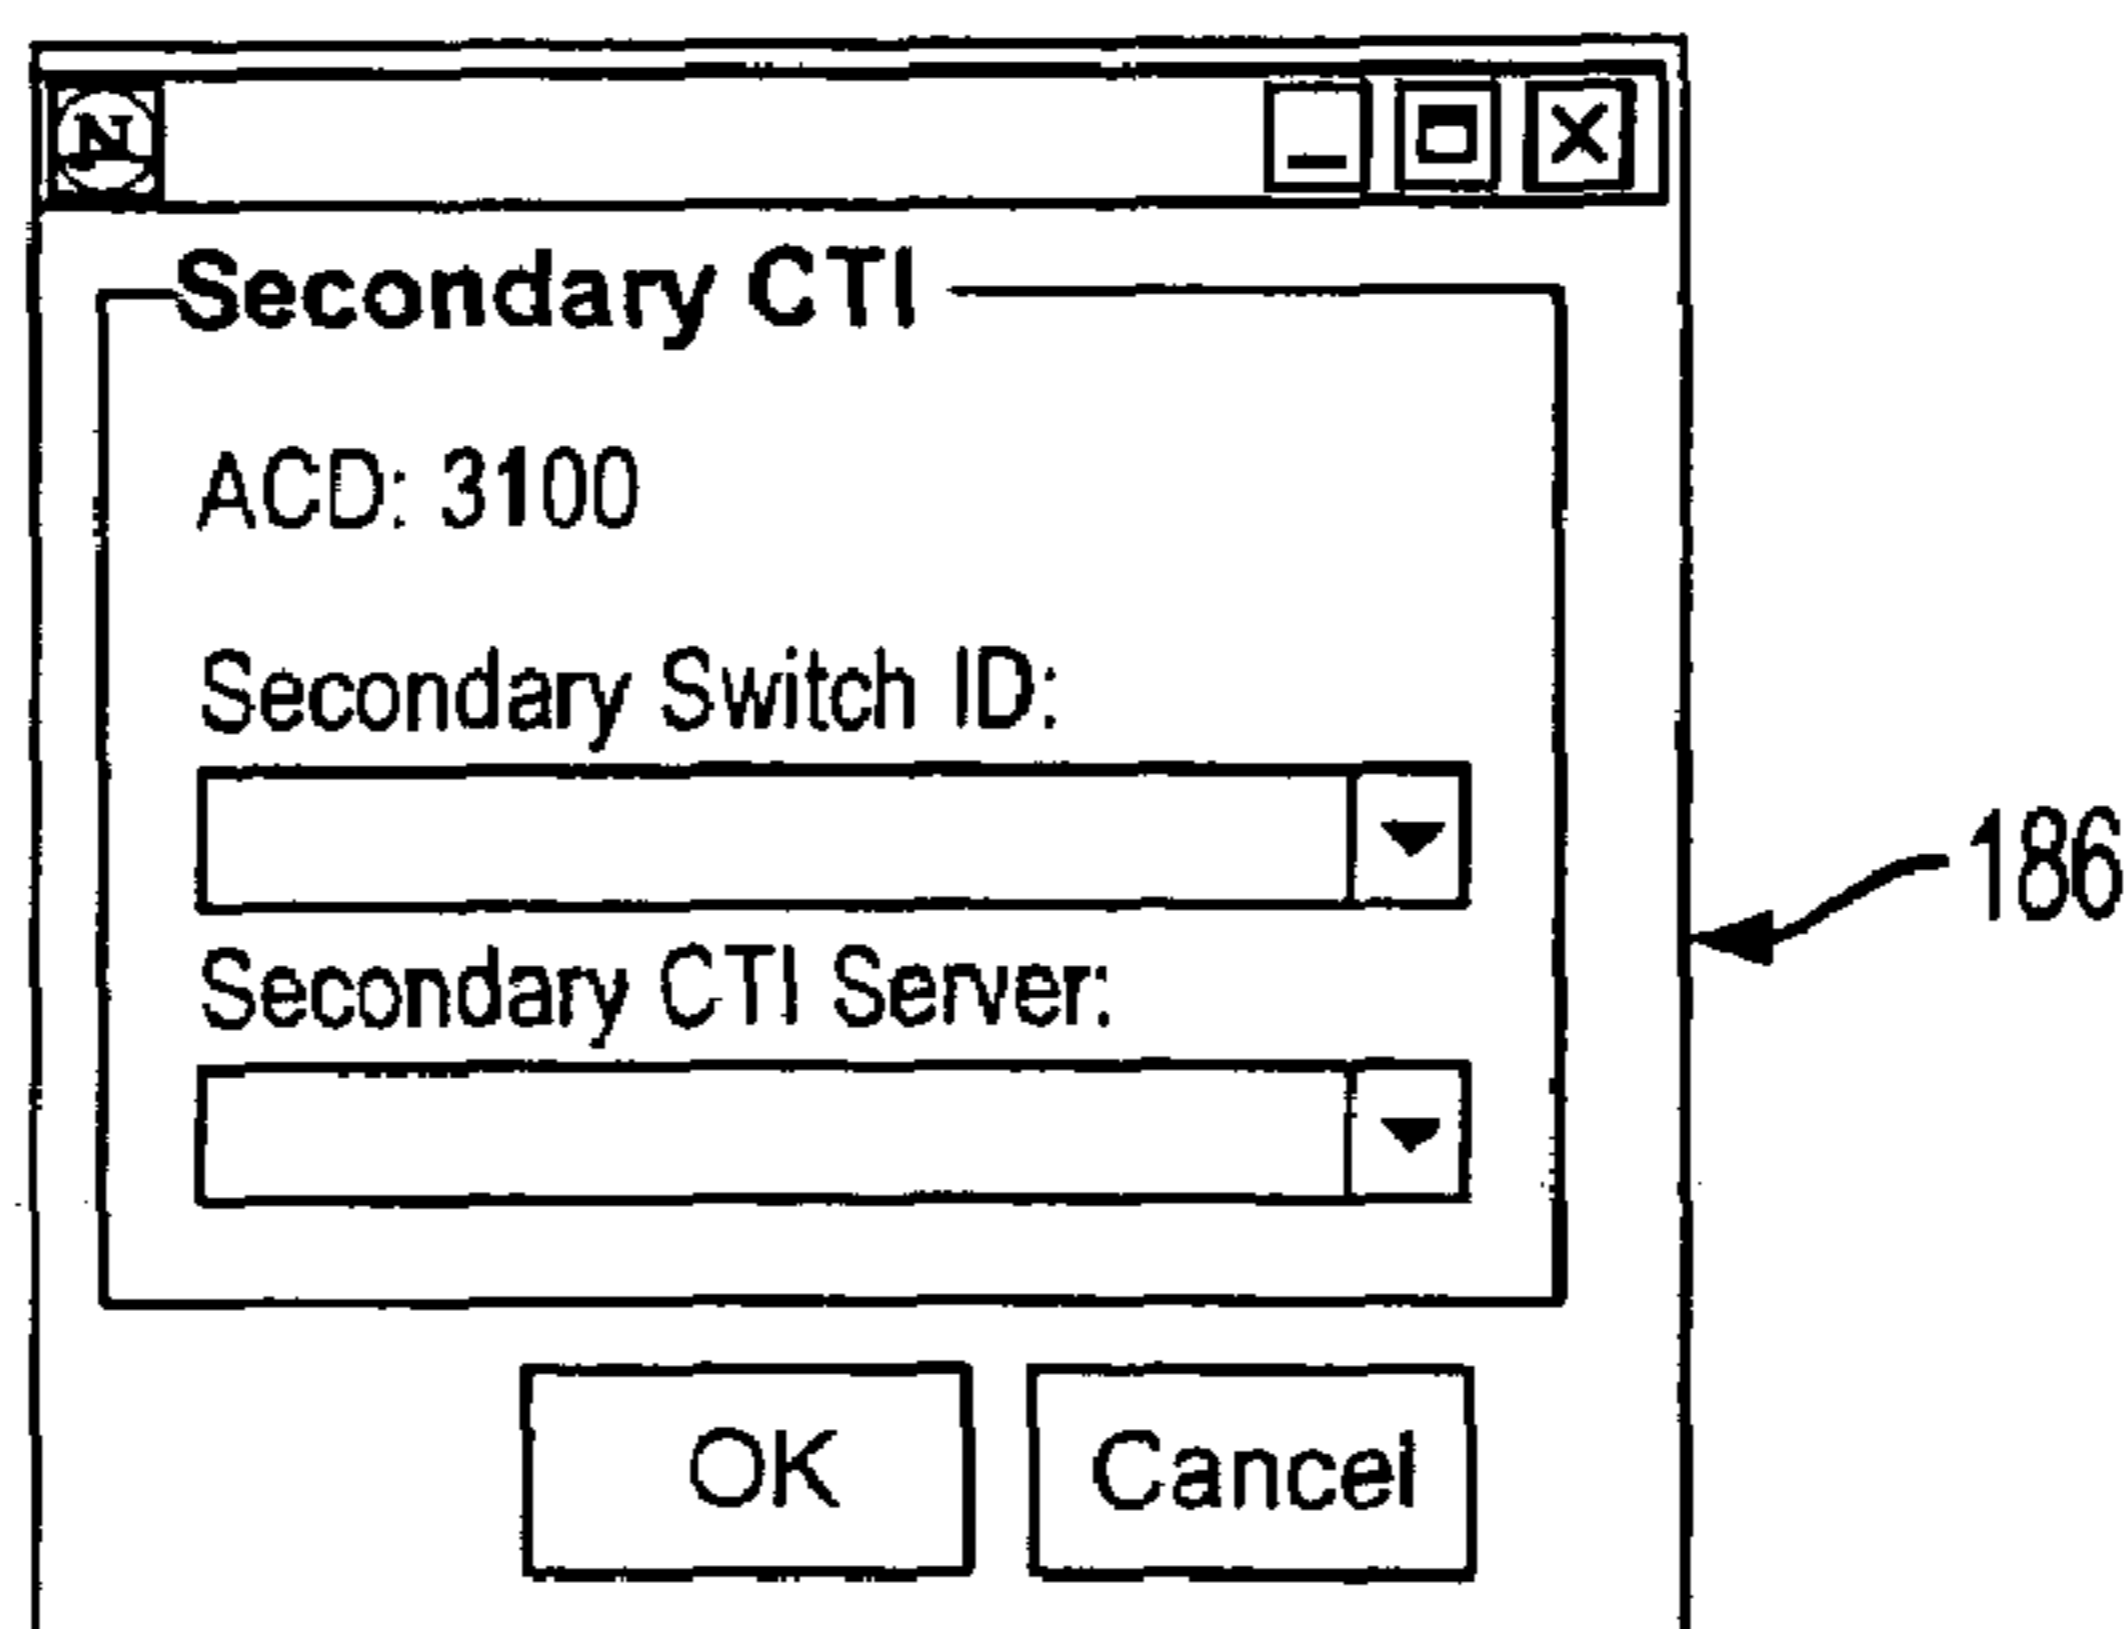 N
Secondary CTI
ACD: 3100
Secondary Switch ID:
186
Secondary CTI Server:
OK Cancel